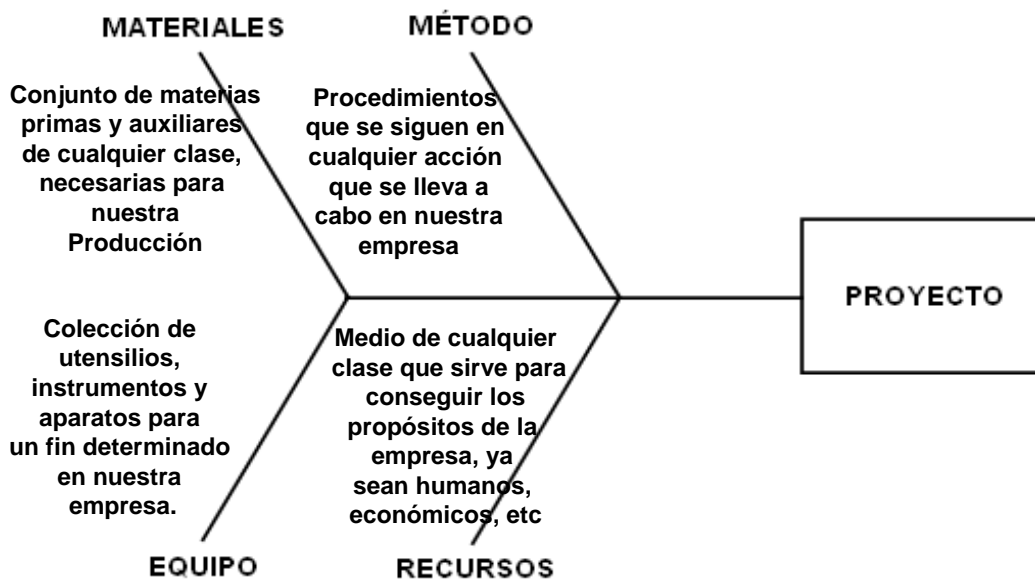 MATERIALES
MÉTODO
Conjunto de materias
primas y auxiliares
de cualquier clase,
necesarias para
nuestra
Producción
Procedimientos
que se siguen en
cualquier acción
que se lleva a
cabo en nuestra
empresa
PROYECTO
Colección de
utensilios,
instrumentos y
aparatos para
un fin determinado
en nuestra
empresa.
Medio de cualquier
clase que sirve para
conseguir los
propósitos de la
empresa, ya
sean humanos,
económicos, etc
EQUIPO
RECURSOS